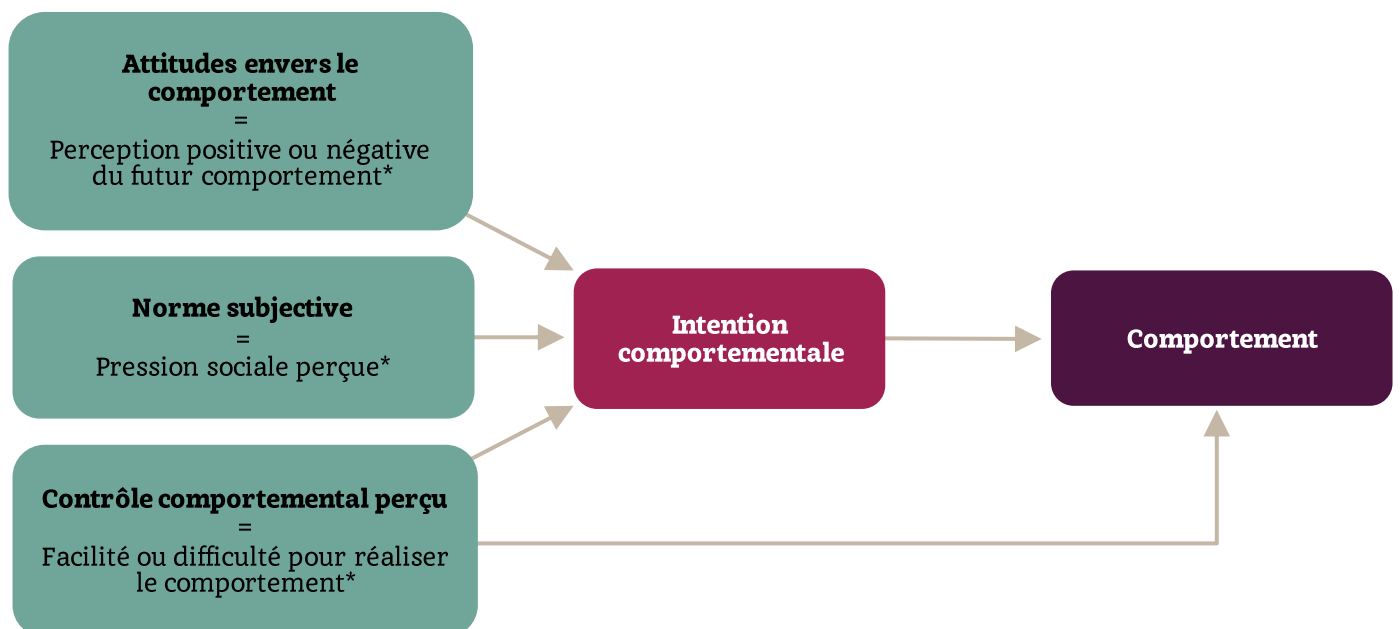 Attitudes envers le
comportement
=
Perception positive ou négative
du futur comportement*
Norme subjective
=
Pression sociale perçue*
Contrôle comportemental perçu
=
Facilité ou difficulté pour réaliser
le comportement*
Intention
comportementale
Comportement